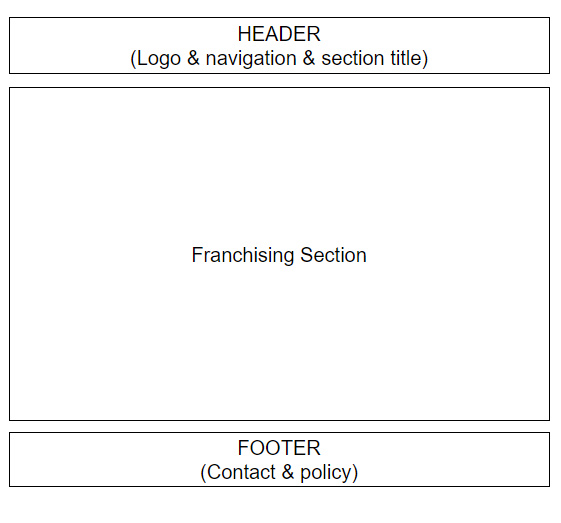 HEADER
(Logo & navigation & section title)
Franchising Section
FOOTER
(Contact & policy)